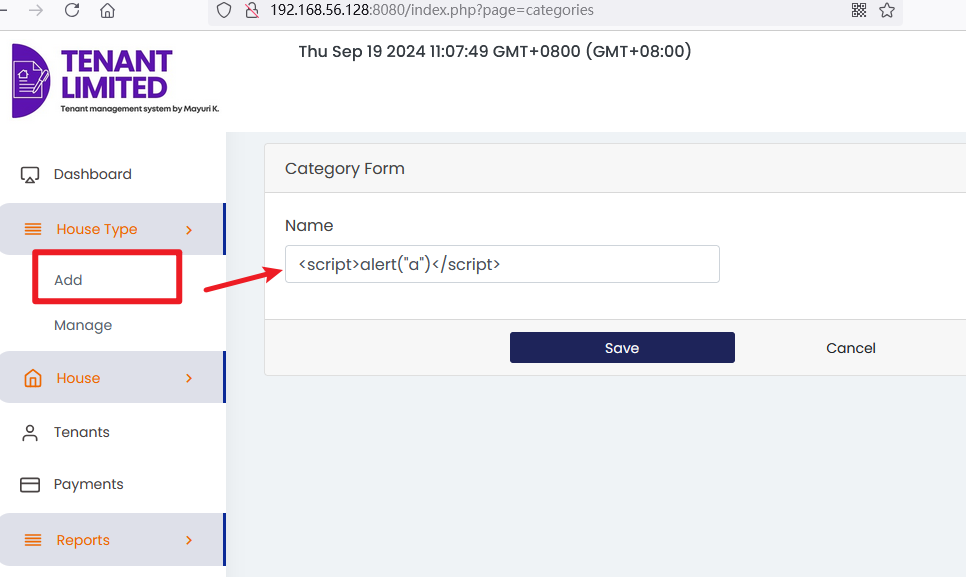 192.168.56.128:8080/index.php?page=categories
TENANT
LIMITED
Tenant management system by Mayuri K.
Thu Sep 19 2024 11:07:49 GMT+0800 (GMT+08:00)
Dashboard
House Type
Add
Manage
House
Tenants
Payments
Reports
Category Form
Name
<script>alert("a")</script>
Save
Cancel